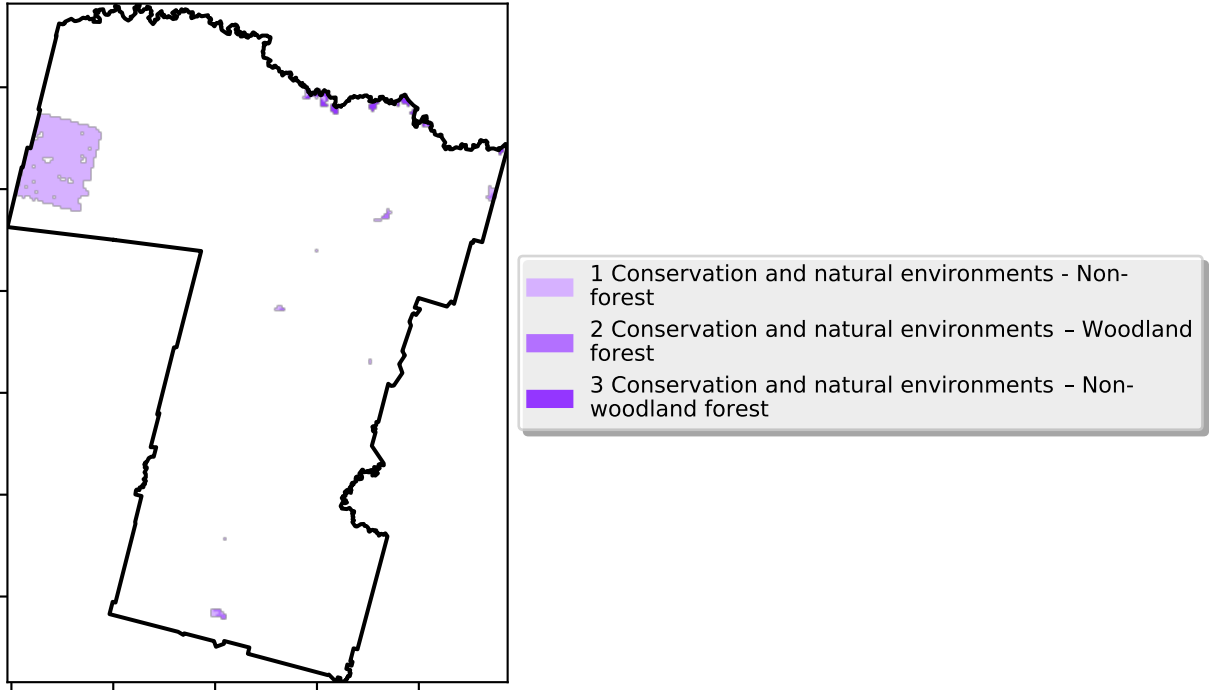 1 Conservation and natural environments - Non-
forest
2 Conservation and natural environments – Woodland
forest
3 Conservation and natural environments – Non-
woodland forest